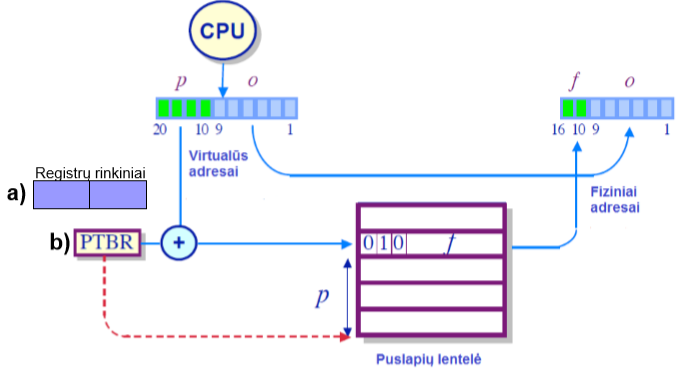 CPU
p o
f o
20 10 9 1
16 10 9 1
Virtualūs
adresai
Registrų rinkiniai
a)
Fiziniai
adresai
b) PTBR +
0 1 0 f
p
Puslapių lentelė